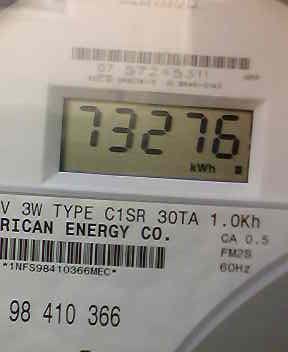 73276
kWh
V 3W TYPE C1SR 30TA 1.0Kh
RICAN ENERGY CO.
CA 0.5
FM2S
*1NFS98410366MEC*
60Hz
98 410 366